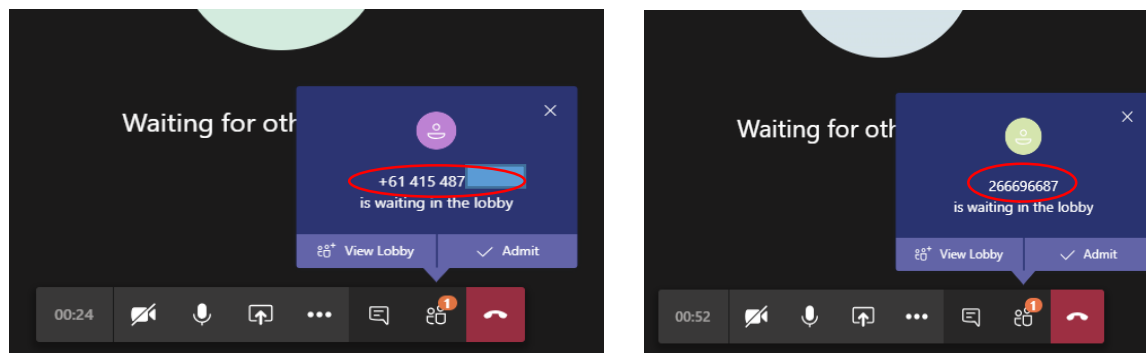 Waiting for oth
+61 415 487
is waiting in the lobby
View Lobby
Admit
00:24
1
Waiting for oth
266696687
is waiting in the lobby
View Lobby
Admit
00:52
1